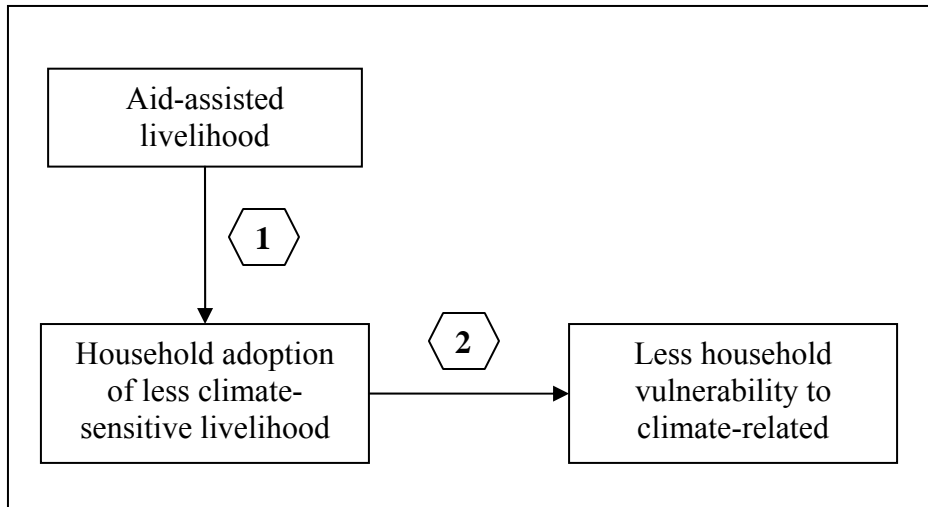 Aid-assisted
livelihood
1
Household adoption
of less climate-
sensitive livelihood
2
Less household
vulnerability to
climate-related